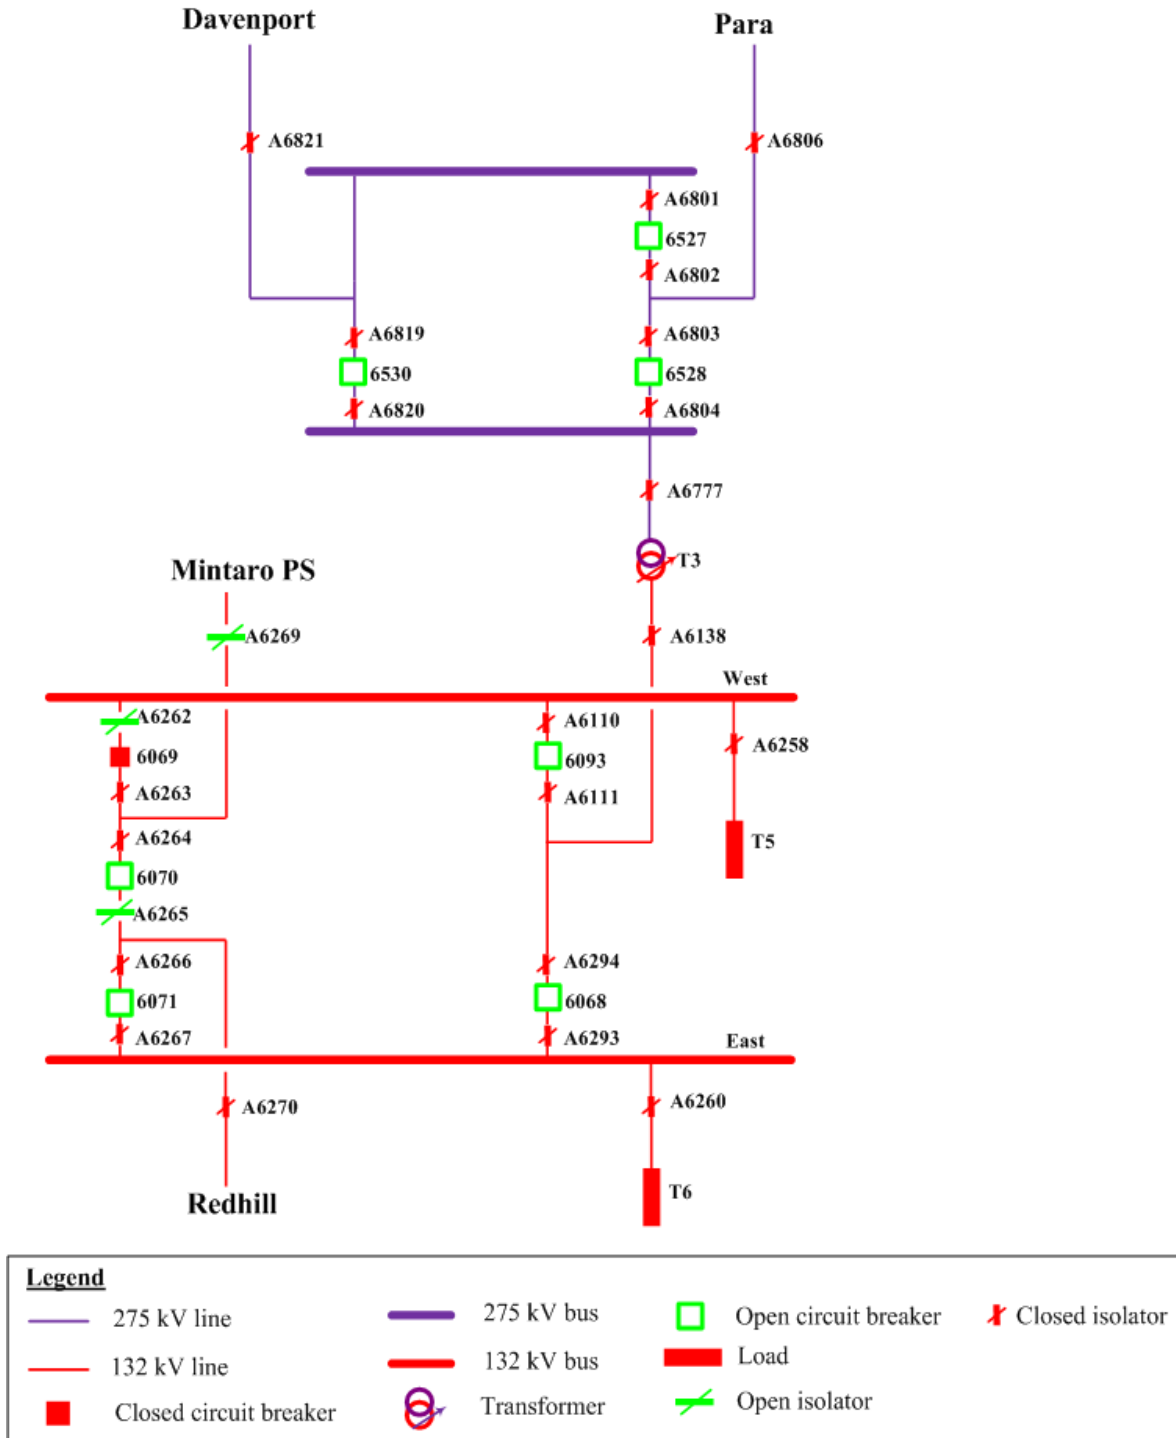 Davenport
Para
A6821
A6806
A6801
6527
A6802
A6819
A6803
6530
6528
A6820
A6804
A6777
T3
Mintaro PS
A6269
A6138
West
A6262
A6110
6069
6093
A6258
A6263
A6111
A6264
T5
6070
A6265
A6266
A6294
6071
6068
A6267
A6293
East
A6270
A6260
T6
Redhill
Legend
275 kV line
275 kV bus
Open circuit breaker
Closed isolator
132 kV line
132 kV bus
Load
Closed circuit breaker
Transformer
Open isolator